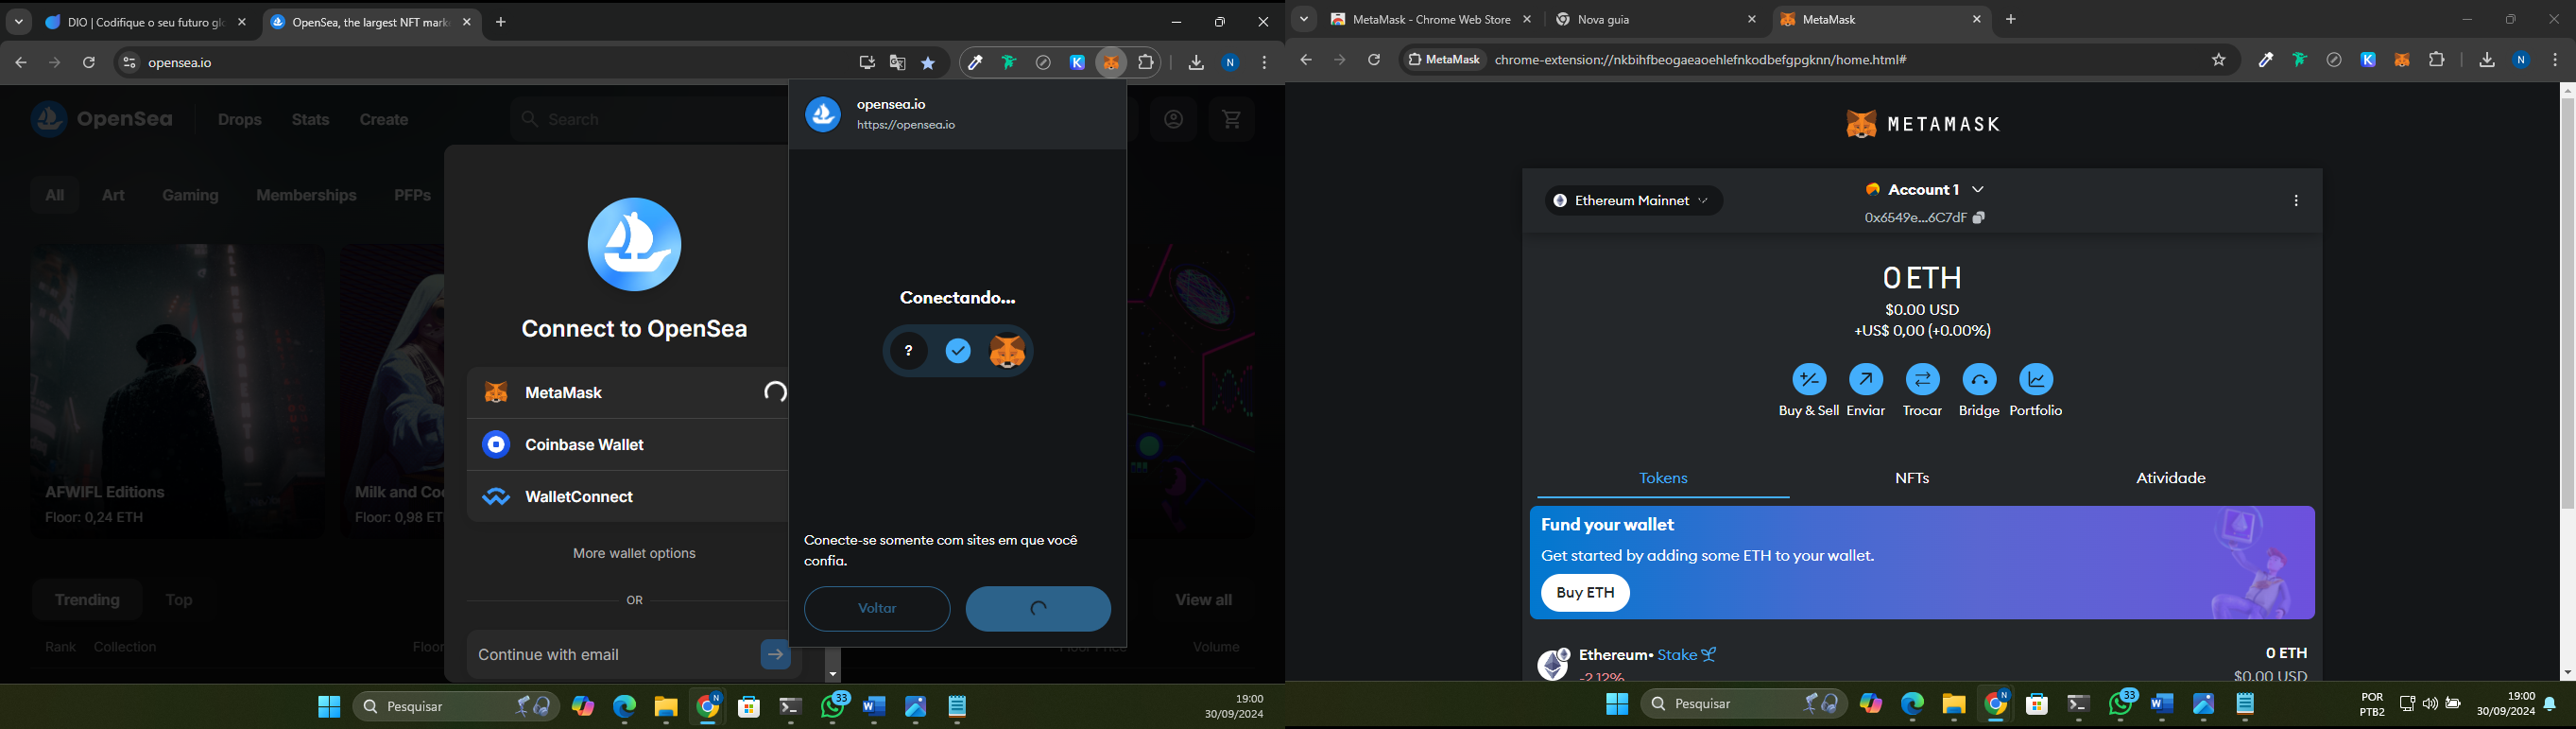 DIO | Codifique o seu futuro glo
OpenSea, the largest NFT mark
opensea.io
N
OpenSea
Drops
Stats
Create
Search
All
Art
Gaming
Memberships
PFPs
AFWIFL Editions
Floor: 0,24 ETH
Milk and Coo
Floor: 0,98 ET
Trending
Top
View all
Rank
Collection
Floor
Floor Price
Volume
Connect to OpenSea
MetaMask
Coinbase Wallet
WalletConnect
More wallet options
OR
Continue with email
opensea.io
https://opensea.io
Conectando...
?
Conecte-se somente com sites em que você
confia.
Voltar
Pesquisar
33
19:00
30/09/2024
MetaMask - Chrome Web Store
Nova guia
MetaMask
MetaMask
chrome-extension://nkbihfbeogaeaoehlefnkodbefgpgknn/home.html#
N
METAMASK
Ethereum Mainnet
Account 1
0x6549e...6C7dF
0 ETH
$0.00 USD
+US$ 0,00 (+0.00%)
Buy & Sell
Enviar
Trocar
Bridge
Portfolio
Tokens
NFTs
Atividade
Fund your wallet
Get started by adding some ETH to your wallet.
Buy ETH
Ethereum• Stake
0 ETH
-2.12%
$0.00 USD
Pesquisar
33
POR
PTB2
19:00
30/09/2024